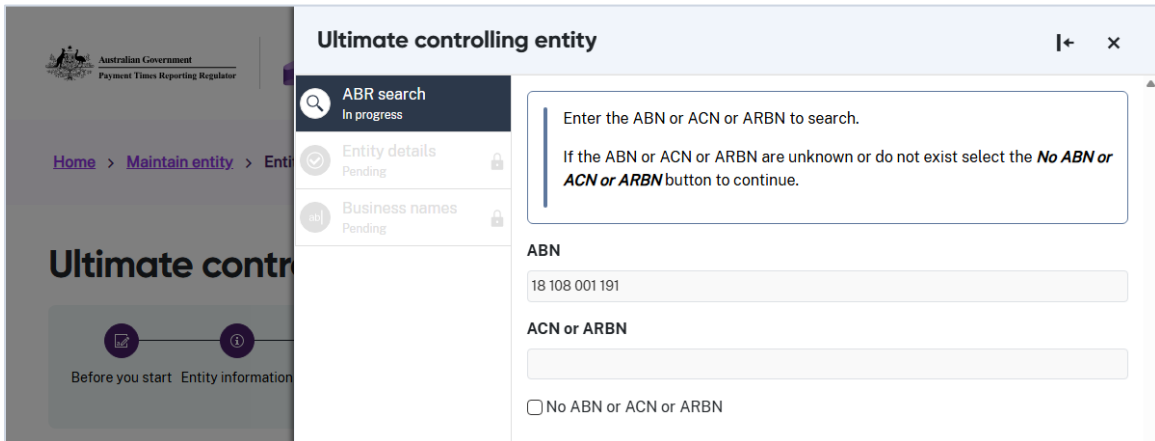 Australian Government
Payment Times Reporting Regulator
Home > Maintain entity > Enti
Ultimate contr
Before you start Entity information
Ultimate controlling entity
ABR search
In progress
Entity details
Pending
ab| Business names
Pending
Enter the ABN or ACN or ARBN to search.
If the ABN or ACN or ARBN are unknown or do not exist select the No ABN or
ACN or ARBN button to continue.
ABN
18 108 001 191
ACN or ARBN
No ABN or ACN or ARBN